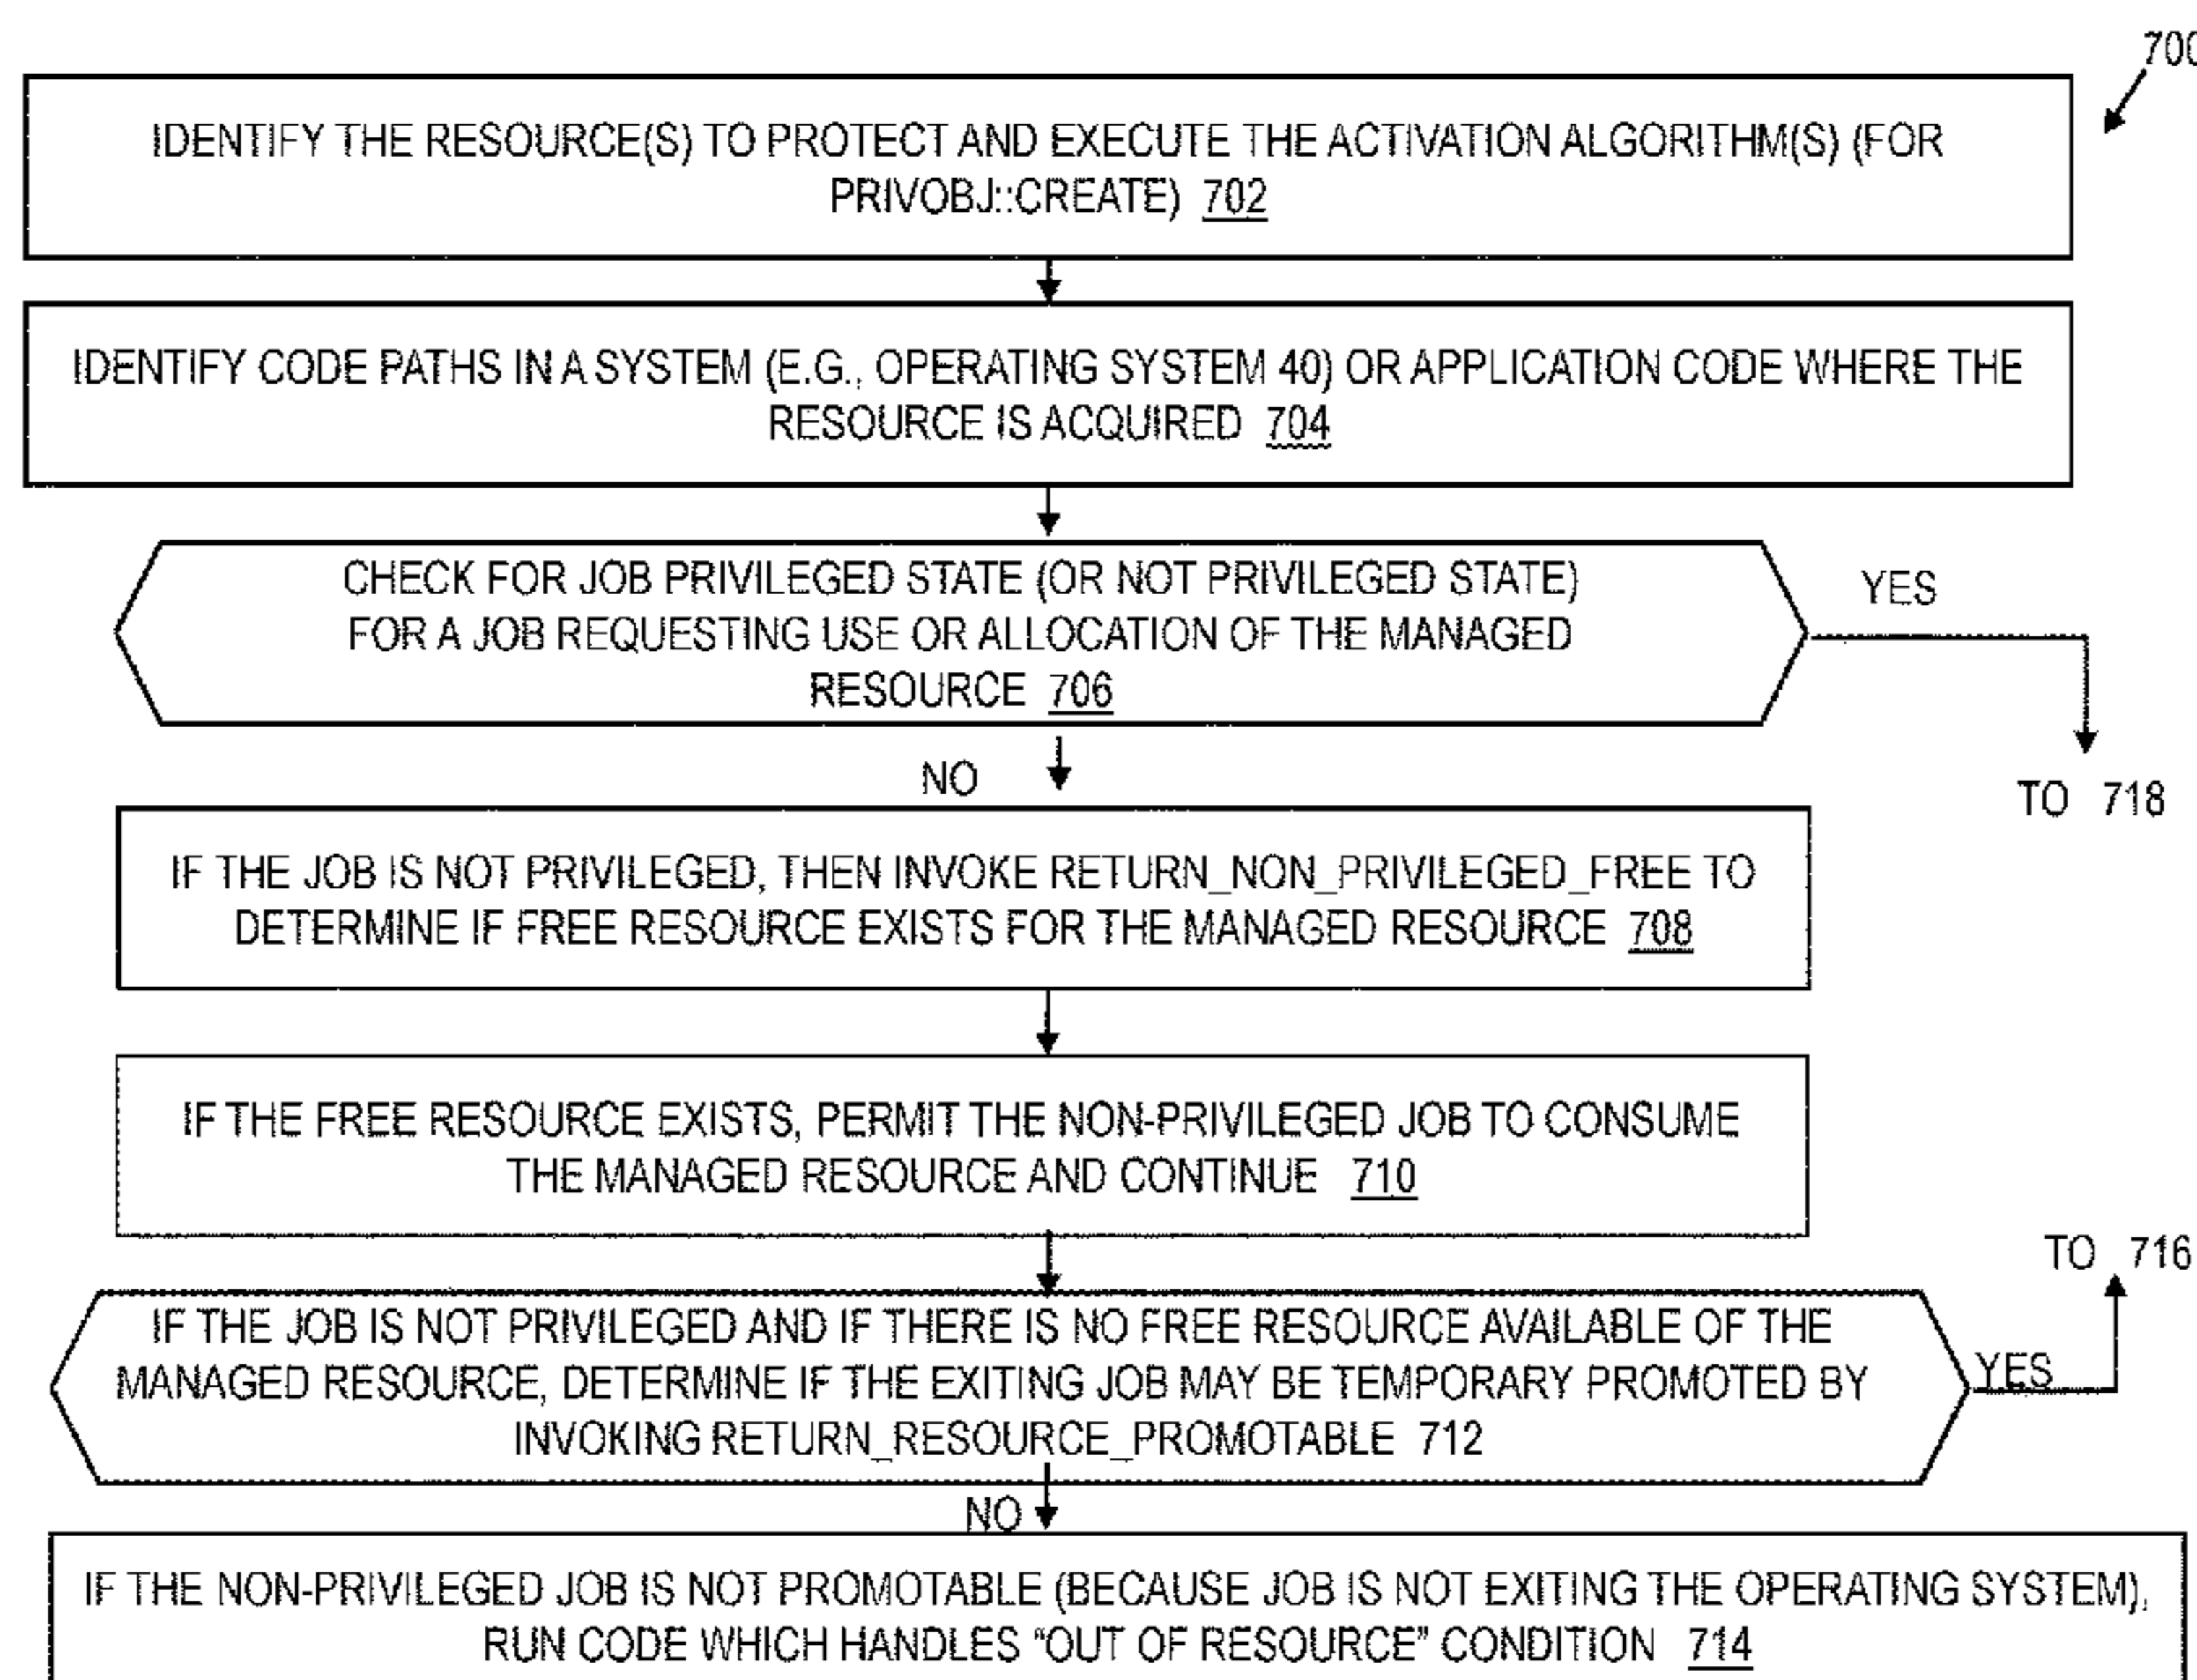 700
IDENTIFY THE RESOURCE(S) TO PROTECT AND EXECUTE THE ACTIVATION ALGORITHM(S) (FOR
PRIVOBJ::CREATE) 702
IDENTIFY CODE PATHS IN A SYSTEM (E.G., OPERATING SYSTEM 40) OR APPLICATION CODE WHERE THE
RESOURCE IS ACQUIRED 704
CHECK FOR JOB PRIVILEGED STATE (OR NOT PRIVILEGED STATE)
FOR A JOB REQUESTING USE OR ALLOCATION OF THE MANAGED
RESOURCE 706
YES
TO 718
NO
IF THE JOB IS NOT PRIVILEGED, THEN INVOKE RETURN_NON_PRIVILEGED_FREE TO
DETERMINE IF FREE RESOURCE EXISTS FOR THE MANAGED RESOURCE 708
IF THE FREE RESOURCE EXISTS, PERMIT THE NON-PRIVILEGED JOB TO CONSUME
THE MANAGED RESOURCE AND CONTINUE 710
TO 716
IF THE JOB IS NOT PRIVILEGED AND IF THERE IS NO FREE RESOURCE AVAILABLE OF THE
MANAGED RESOURCE, DETERMINE IF THE EXITING JOB MAY BE TEMPORARY PROMOTED BY
INVOKING RETURN_RESOURCE_PROMOTABLE 712
YES
NO
IF THE NON-PRIVILEGED JOB IS NOT PROMOTABLE (BECAUSE JOB IS NOT EXITING THE OPERATING SYSTEM),
RUN CODE WHICH HANDLES “OUT OF RESOURCE” CONDITION 714